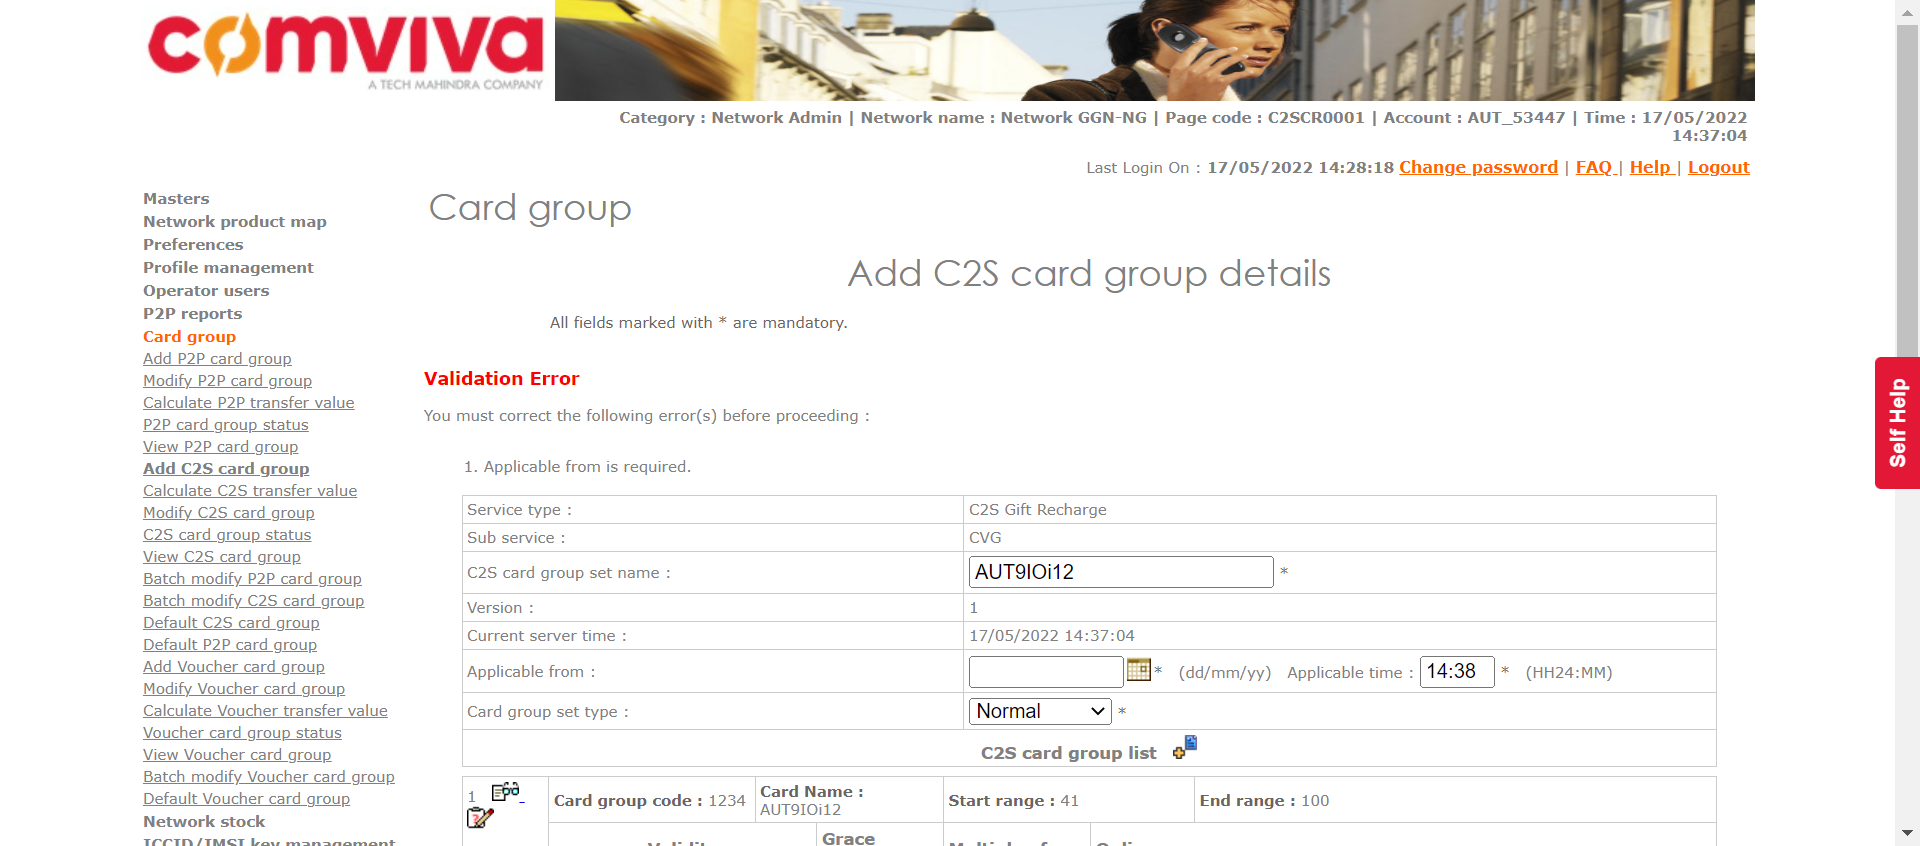 comviva
A TECH MAHINDRA COMPANY
Category : Network Admin | Network name : Network GGN-NG | Page code : C2SCR0001 | Account : AUT_53447 | Time : 17/05/2022
14:37:04
Last Login On : 17/05/2022 14:28:18 Change password | FAQ | Help | Logout
Masters
Network product map
Preferences
Profile management
Operator users
P2P reports
Card group
Add P2P card group
Modify P2P card group
Calculate P2P transfer value
P2P card group status
View P2P card group
Add C2S card group
Calculate C2S transfer value
Modify C2S card group
C2S card group status
View C2S card group
Batch modify P2P card group
Batch modify C2S card group
Default C2S card group
Default P2P card group
Add Voucher card group
Modify Voucher card group
Calculate Voucher transfer value
Voucher card group status
View Voucher card group
Batch modify Voucher card group
Default Voucher card group
Network stock
ICCID/IMSI key management
Card group
Add C2S card group details
All fields marked with * are mandatory.
Validation Error
You must correct the following error(s) before proceeding :
1. Applicable from is required.
Service type : C2S Gift Recharge
Sub service : CVG
C2S card group set name : AUT9IOi12 *
Version : 1
Current server time : 17/05/2022 14:37:04
Applicable from : * (dd/mm/yy) Applicable time : 14:38 * (HH24:MM)
Card group set type : Normal *
C2S card group list
1 Card group code : 1234 Card Name : AUT9IOi12 Start range : 41 End range : 100
Grace
Self Help